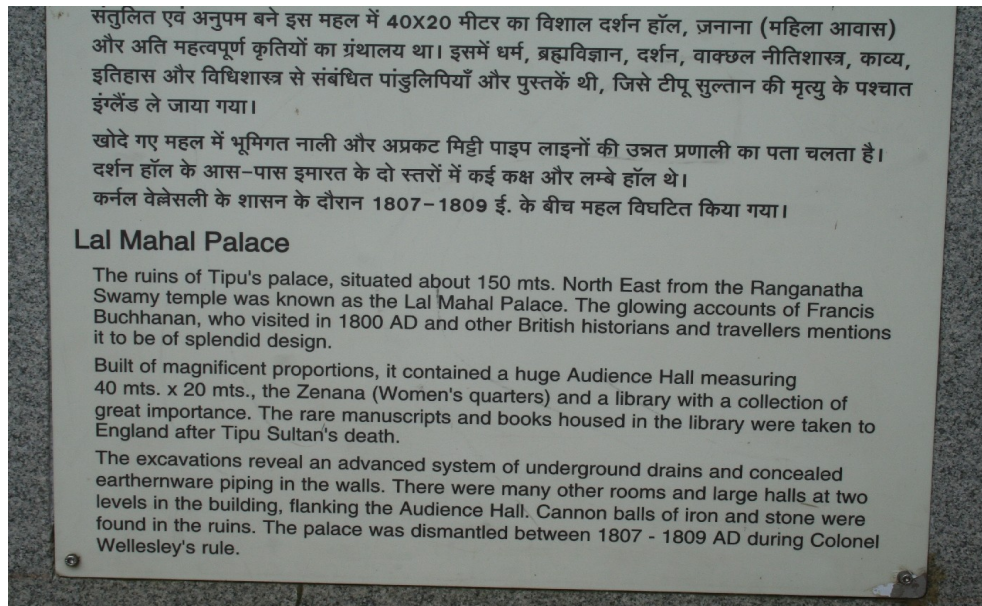 संतुलित एवं अनुपम बने इस महल में 40X20 मीटर का विशाल दर्शन हॉल, ज़नाना (महिला आवास)
और अति महत्वपूर्ण कृतियों का ग्रंथालय था। इसमें धर्म, ब्रह्मविज्ञान, दर्शन, वाक्छल नीतिशास्त्र, काव्य,
इतिहास और विधिशास्त्र से संबंधित पांडुलिपियाँ और पुस्तकें थी, जिसे टीपू सुल्तान की मृत्यु के पश्चात
इंग्लैंड ले जाया गया।
खोदे गए महल में भूमिगत नाली और अप्रकट मिट्टी पाइप लाइनों की उन्नत प्रणाली का पता चलता है।
दर्शन हॉल के आस-पास इमारत के दो स्तरों में कई कक्ष और लम्बे हॉल थे।
कर्नल वेल्लेसली के शासन के दौरान 1807-1809 ई. के बीच महल विघटित किया गया।
Lal Mahal Palace
The ruins of Tipu's palace, situated about 150 mts. North East from the Ranganatha
Swamy temple was known as the Lal Mahal Palace. The glowing accounts of Francis
Buchhanan, who visited in 1800 AD and other British historians and travellers mentions
it to be of splendid design.
Built of magnificent proportions, it contained a huge Audience Hall measuring
40 mts. x 20 mts., the Zenana (Women's quarters) and a library with a collection of
great importance. The rare manuscripts and books housed in the library were taken to
England after Tipu Sultan's death.
The excavations reveal an advanced system of underground drains and concealed
earthernware piping in the walls. There were many other rooms and large halls at two
levels in the building, flanking the Audience Hall. Cannon balls of iron and stone were
found in the ruins. The palace was dismantled between 1807 - 1809 AD during Colonel
Wellesley's rule.